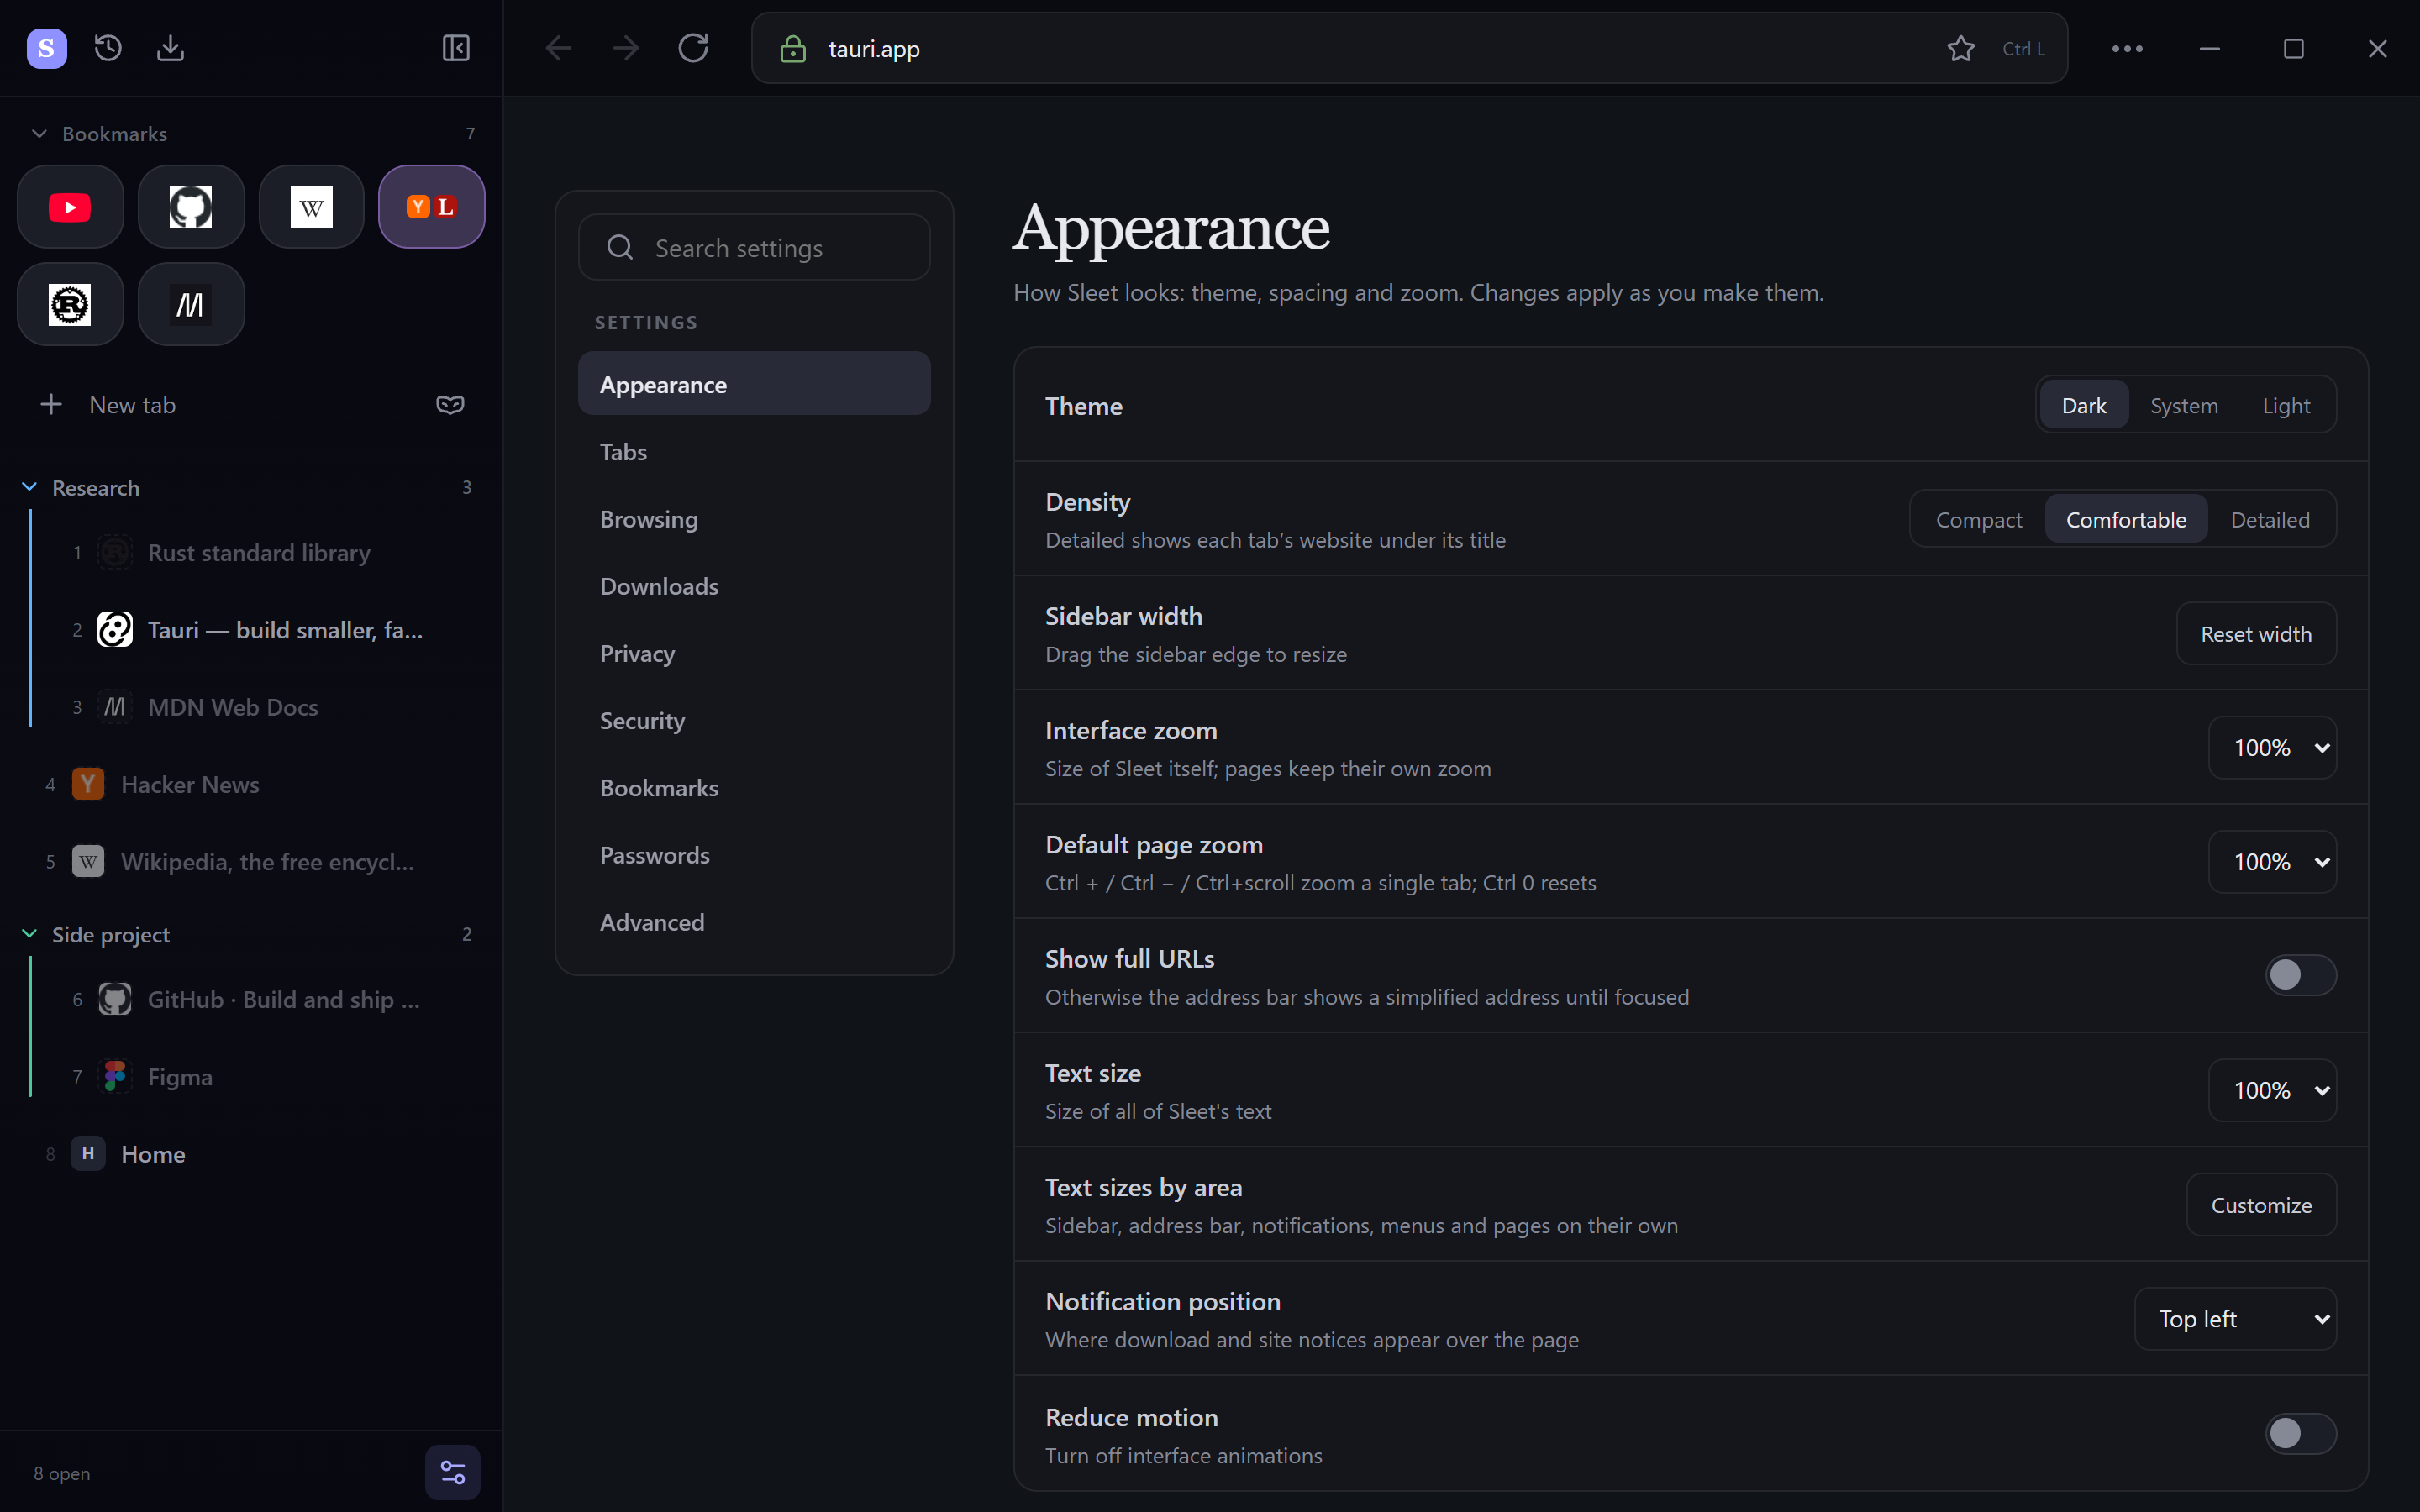 S
tauri.app
Ctrl L
Bookmarks
7
W
Y L
R
M
New tab
Research
3
1 Rust standard library
2 Tauri — build smaller, fa...
3 MDN Web Docs
4 Y Hacker News
5 W Wikipedia, the free encycl...
Side project
2
6 GitHub · Build and ship ...
7 Figma
8 H Home
8 open
Search settings
SETTINGS
Appearance
Tabs
Browsing
Downloads
Privacy
Security
Bookmarks
Passwords
Advanced
Appearance
How Sleet looks: theme, spacing and zoom. Changes apply as you make them.
Theme
Dark System Light
Density
Detailed shows each tab’s website under its title
Compact Comfortable Detailed
Sidebar width
Drag the sidebar edge to resize
Reset width
Interface zoom
Size of Sleet itself; pages keep their own zoom
100%
Default page zoom
Ctrl + / Ctrl − / Ctrl+scroll zoom a single tab; Ctrl 0 resets
100%
Show full URLs
Otherwise the address bar shows a simplified address until focused
Text size
Size of all of Sleet's text
100%
Text sizes by area
Sidebar, address bar, notifications, menus and pages on their own
Customize
Notification position
Where download and site notices appear over the page
Top left
Reduce motion
Turn off interface animations